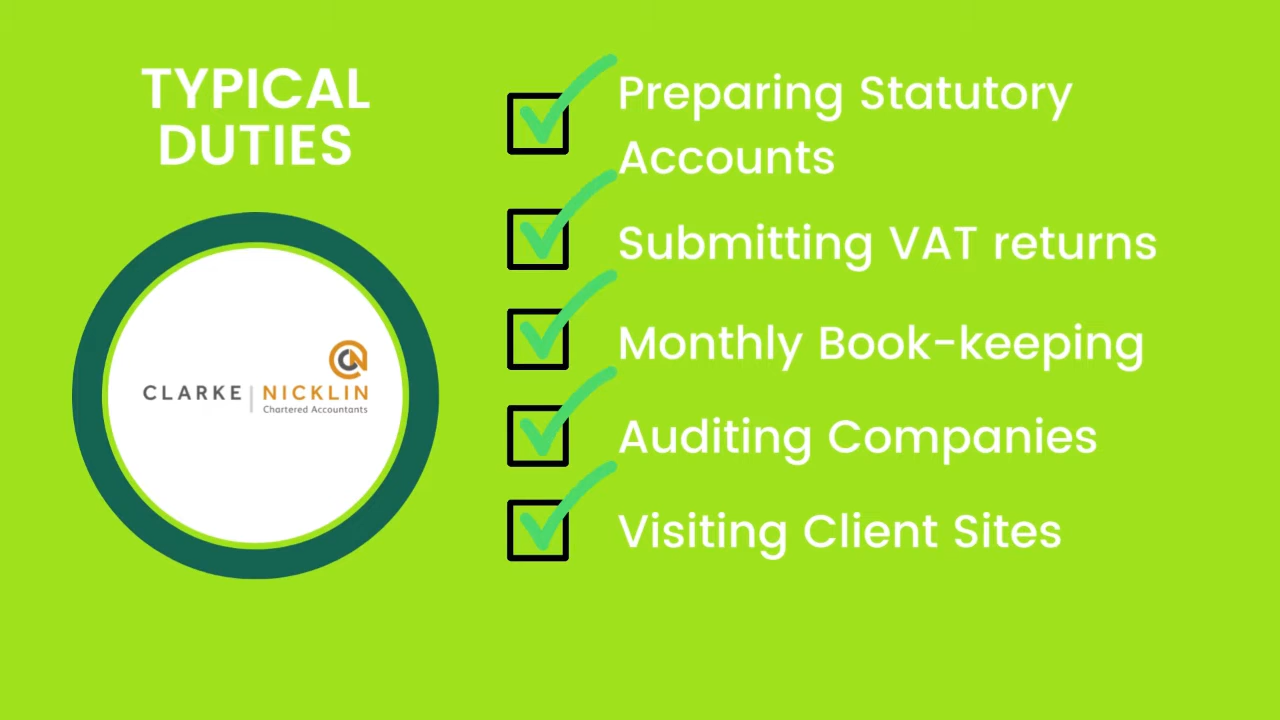 TYPICAL
DUTIES
CLARKE | NICKLIN
Chartered Accountants
Preparing Statutory
Accounts
Submitting VAT returns
Monthly Book-keeping
Auditing Companies
Visiting Client Sites